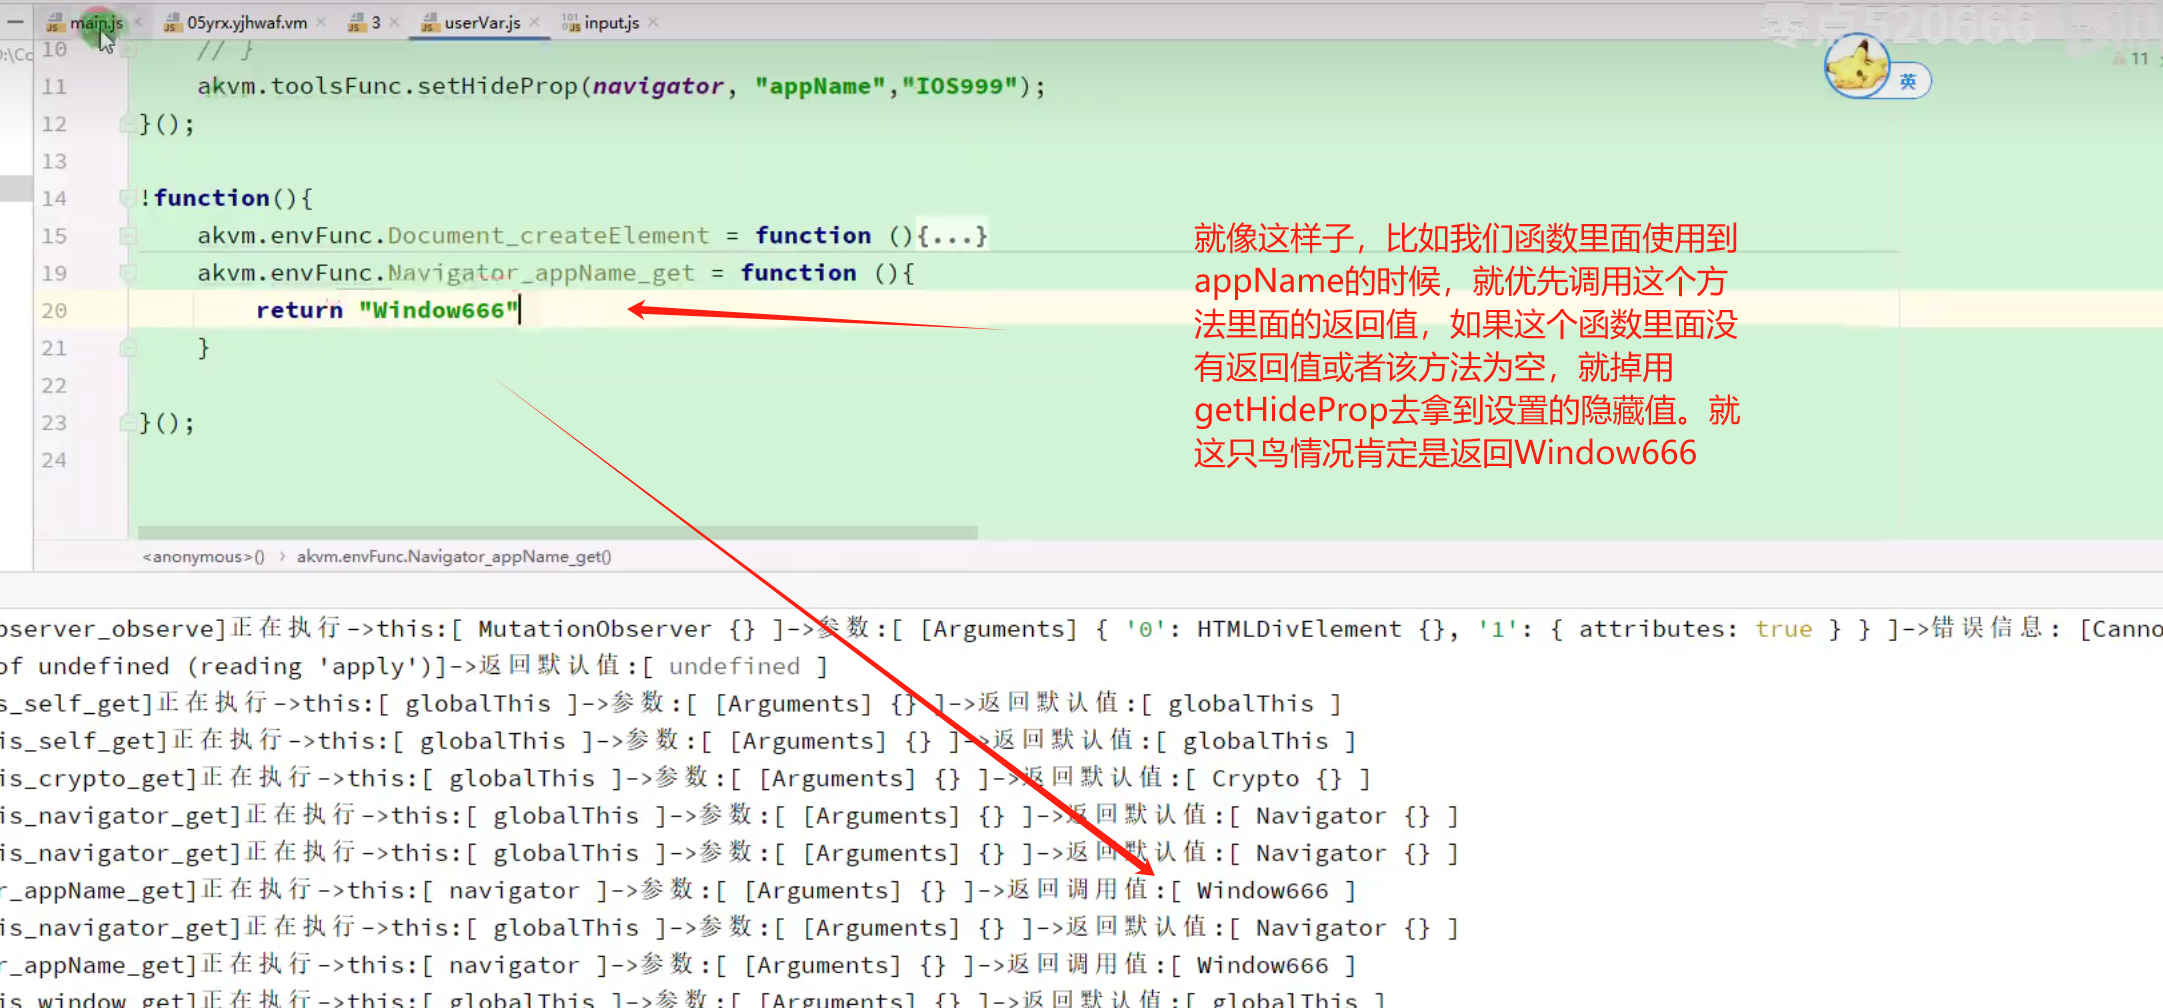 main.js 05yrx.yjhwaf.vm 3 userVar.js input.js
零点520666
10 // }
11 akvm.toolsFunc.setHideProp(navigator, "appName","IOS999");
11
英
12 }();
13
14 !function(){
15 akvm.envFunc.Document_createElement = function (){...}
19 akvm.envFunc.Navigator_appName_get = function (){
20 return "Window666"
21 }
22
23 }();
24
就像这样子，比如我们函数里面使用到
appName的时候，就优先调用这个方
法里面的返回值，如果这个函数里面没
有返回值或者该方法为空，就掉用
getHideProp去拿到设置的隐藏值。就
这只鸟情况肯定是返回Window666
<anonymous>() › akvm.envFunc.Navigator_appName_get()
bserver_observe]正在执行->this:[ MutationObserver {} ]->参数:[ [Arguments] { '0': HTMLDivElement {}, '1': { attributes: true } } ]->错误信息: [Canno
of undefined (reading 'apply')]->返回默认值:[ undefined ]
s_self_get]正在执行->this:[ globalThis ]->参数:[ [Arguments] {} ]->返回默认值:[ globalThis ]
is_self_get]正在执行->this:[ globalThis ]->参数:[ [Arguments] {} ]->返回默认值:[ globalThis ]
is_crypto_get]正在执行->this:[ globalThis ]->参数:[ [Arguments] {} ]->返回默认值:[ Crypto {} ]
is_navigator_get]正在执行->this:[ globalThis ]->参数:[ [Arguments] {} ]->返回默认值:[ Navigator {} ]
is_navigator_get]正在执行->this:[ globalThis ]->参数:[ [Arguments] {} ]->返回默认值:[ Navigator {} ]
r_appName_get]正在执行->this:[ navigator ]->参数:[ [Arguments] {} ]->返回调用值:[ Window666 ]
is_navigator_get]正在执行->this:[ globalThis ]->参数:[ [Arguments] {} ]->返回默认值:[ Navigator {} ]
r_appName_get]正在执行->this:[ navigator ]->参数:[ [Arguments] {} ]->返回调用值:[ Window666 ]
is_window_get]正在执行->this:[ globalThis ]->参数:[ [Arguments] {} ]->返回默认值:[ globalThis ]